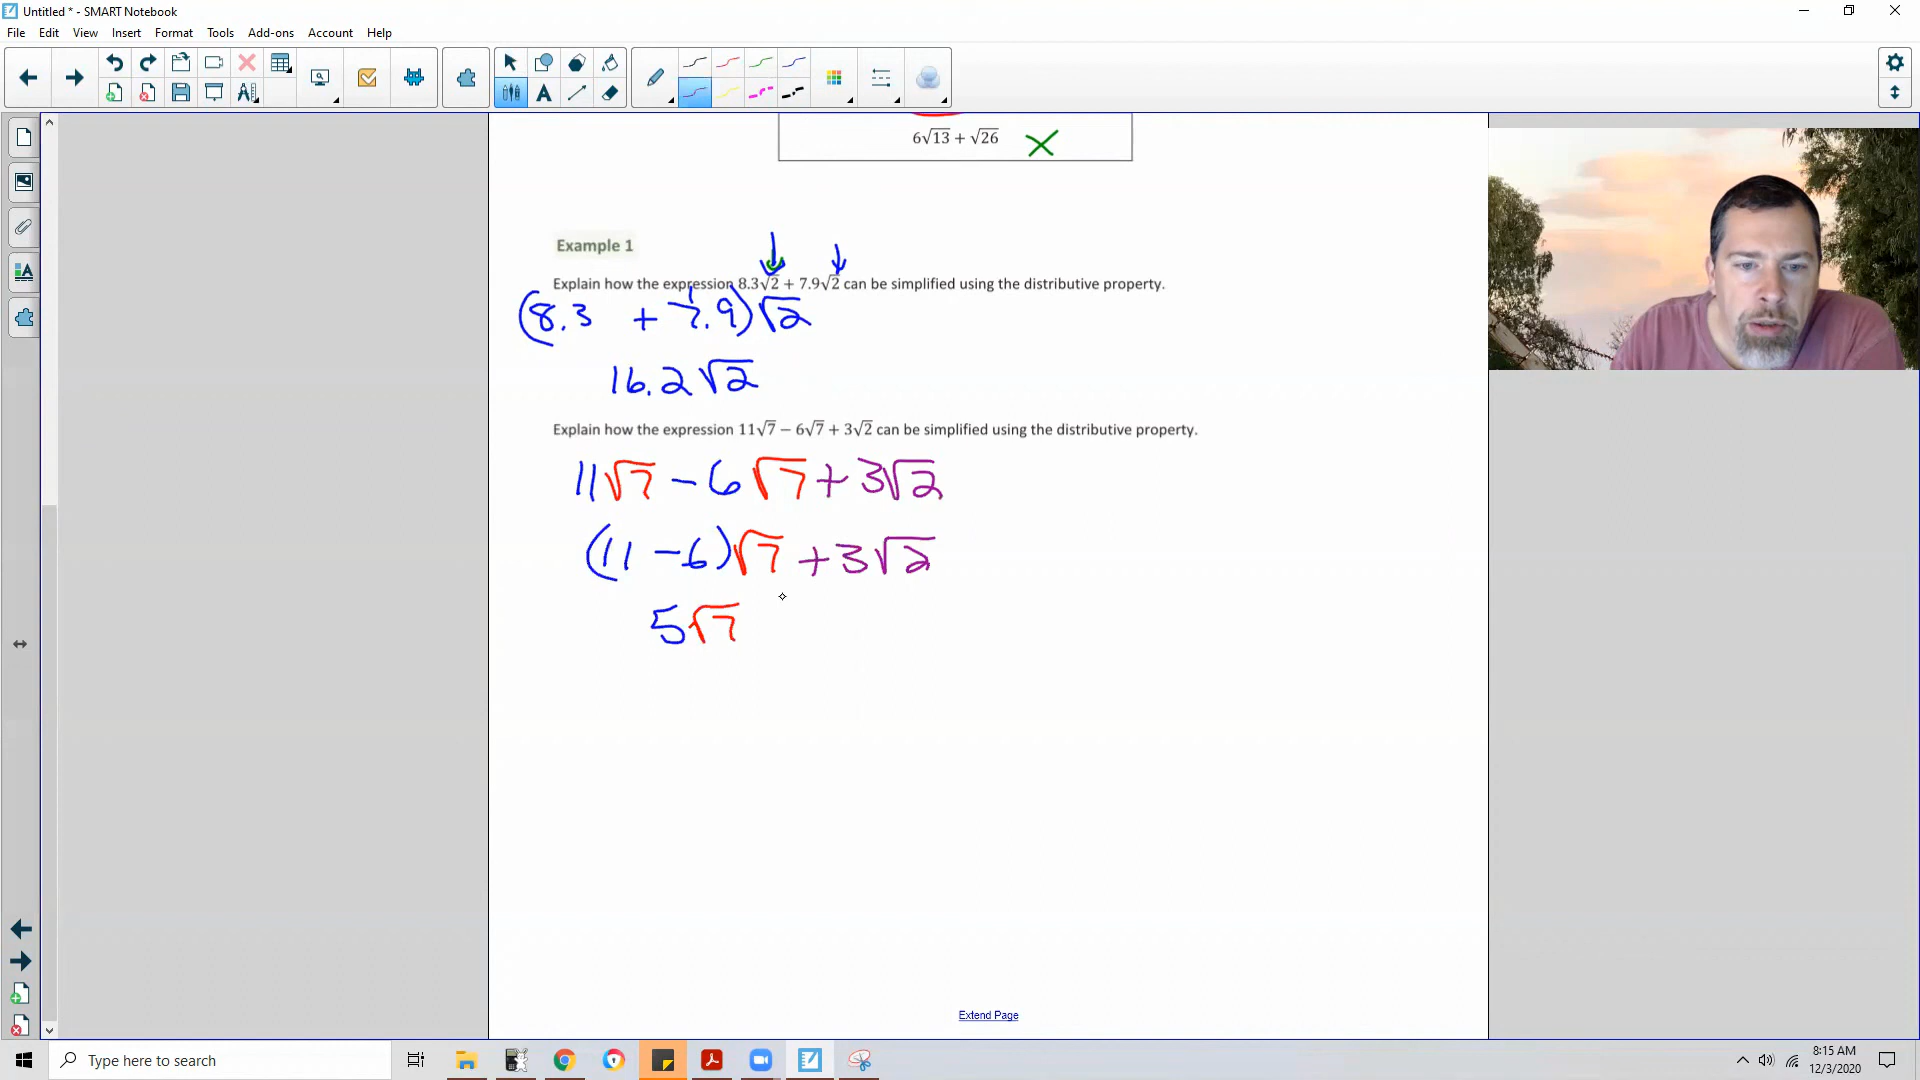 Untitled * - SMART Notebook
File Edit View Insert Format Tools Add-ons Account Help
6√13 + √26 X
Example 1
Explain how the expression 8.3√2 + 7.9√2 can be simplified using the distributive property.
(8.3 + 7.9)√2
16.2√2
Explain how the expression 11√7 − 6√7 + 3√2 can be simplified using the distributive property.
11√7 − 6√7 + 3√2
(11 − 6)√7 + 3√2
5√7
Extend Page
Type here to search
8:15 AM
12/3/2020